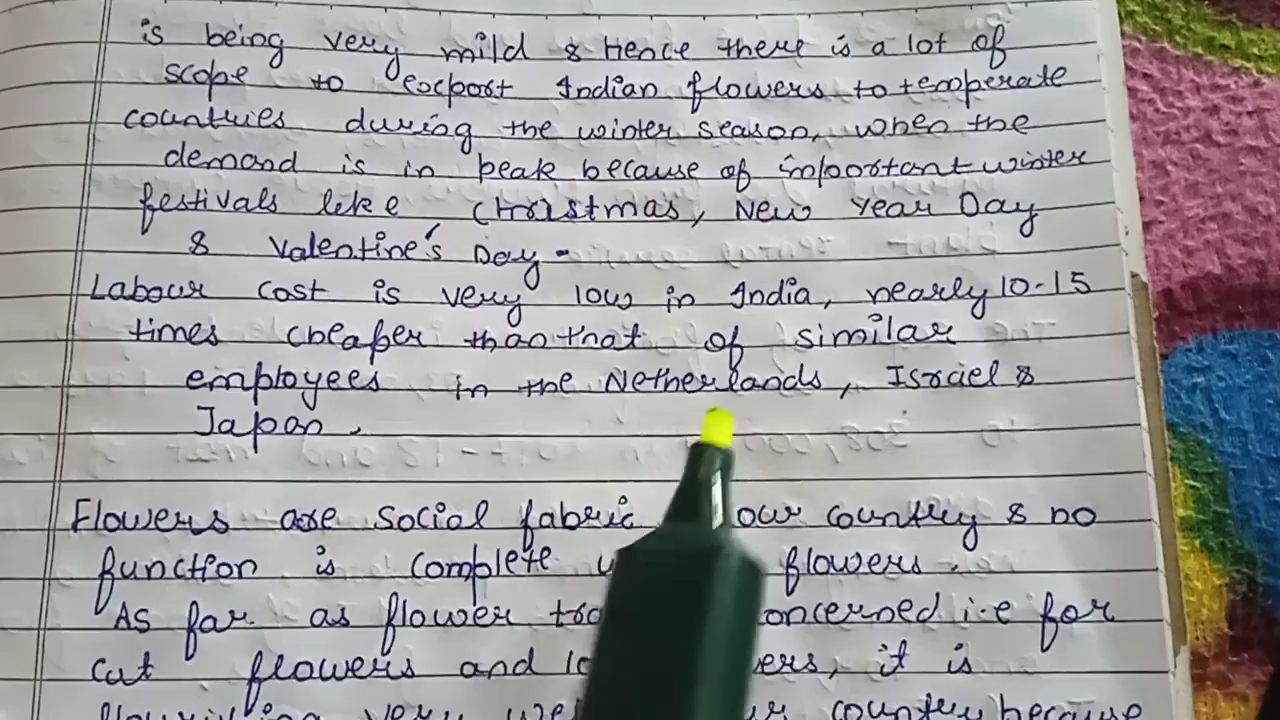 is being very mild & Hence there is a lot of
scope to export Indian flowers to temperate
countries during the winter season, when the
demand is in peak because of important winter
festivals like Christmas, New Year Day
& Valentine's Day -
Labour cost is very low in India, nearly 10-15
times cheaper than that of similar
employees in the Netherlands, Israel &
Japan.
Flowers are social fabric our country & no
function is complete flowers.
As far as flower concerned i.e for
cut flowers and, it is
very country because